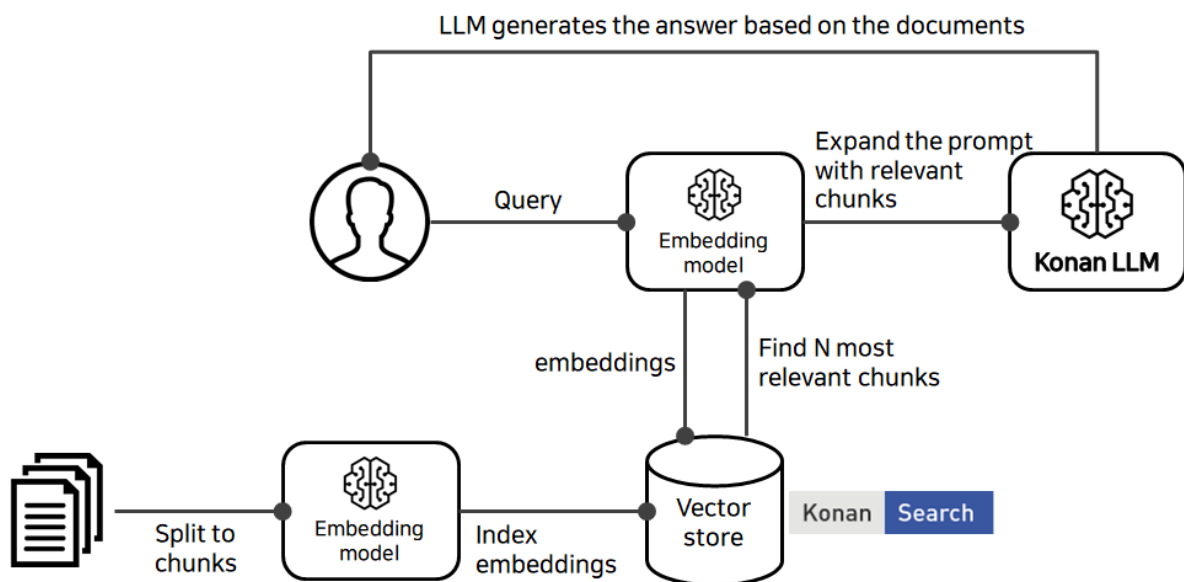 LLM generates the answer based on the documents
Expand the prompt
with relevant
chunks
Query
Embedding
model
Konan LLM
embeddings
Find N most
relevant chunks
Split to
chunks
Embedding
model
Index
embeddings
Vector
store
Konan Search